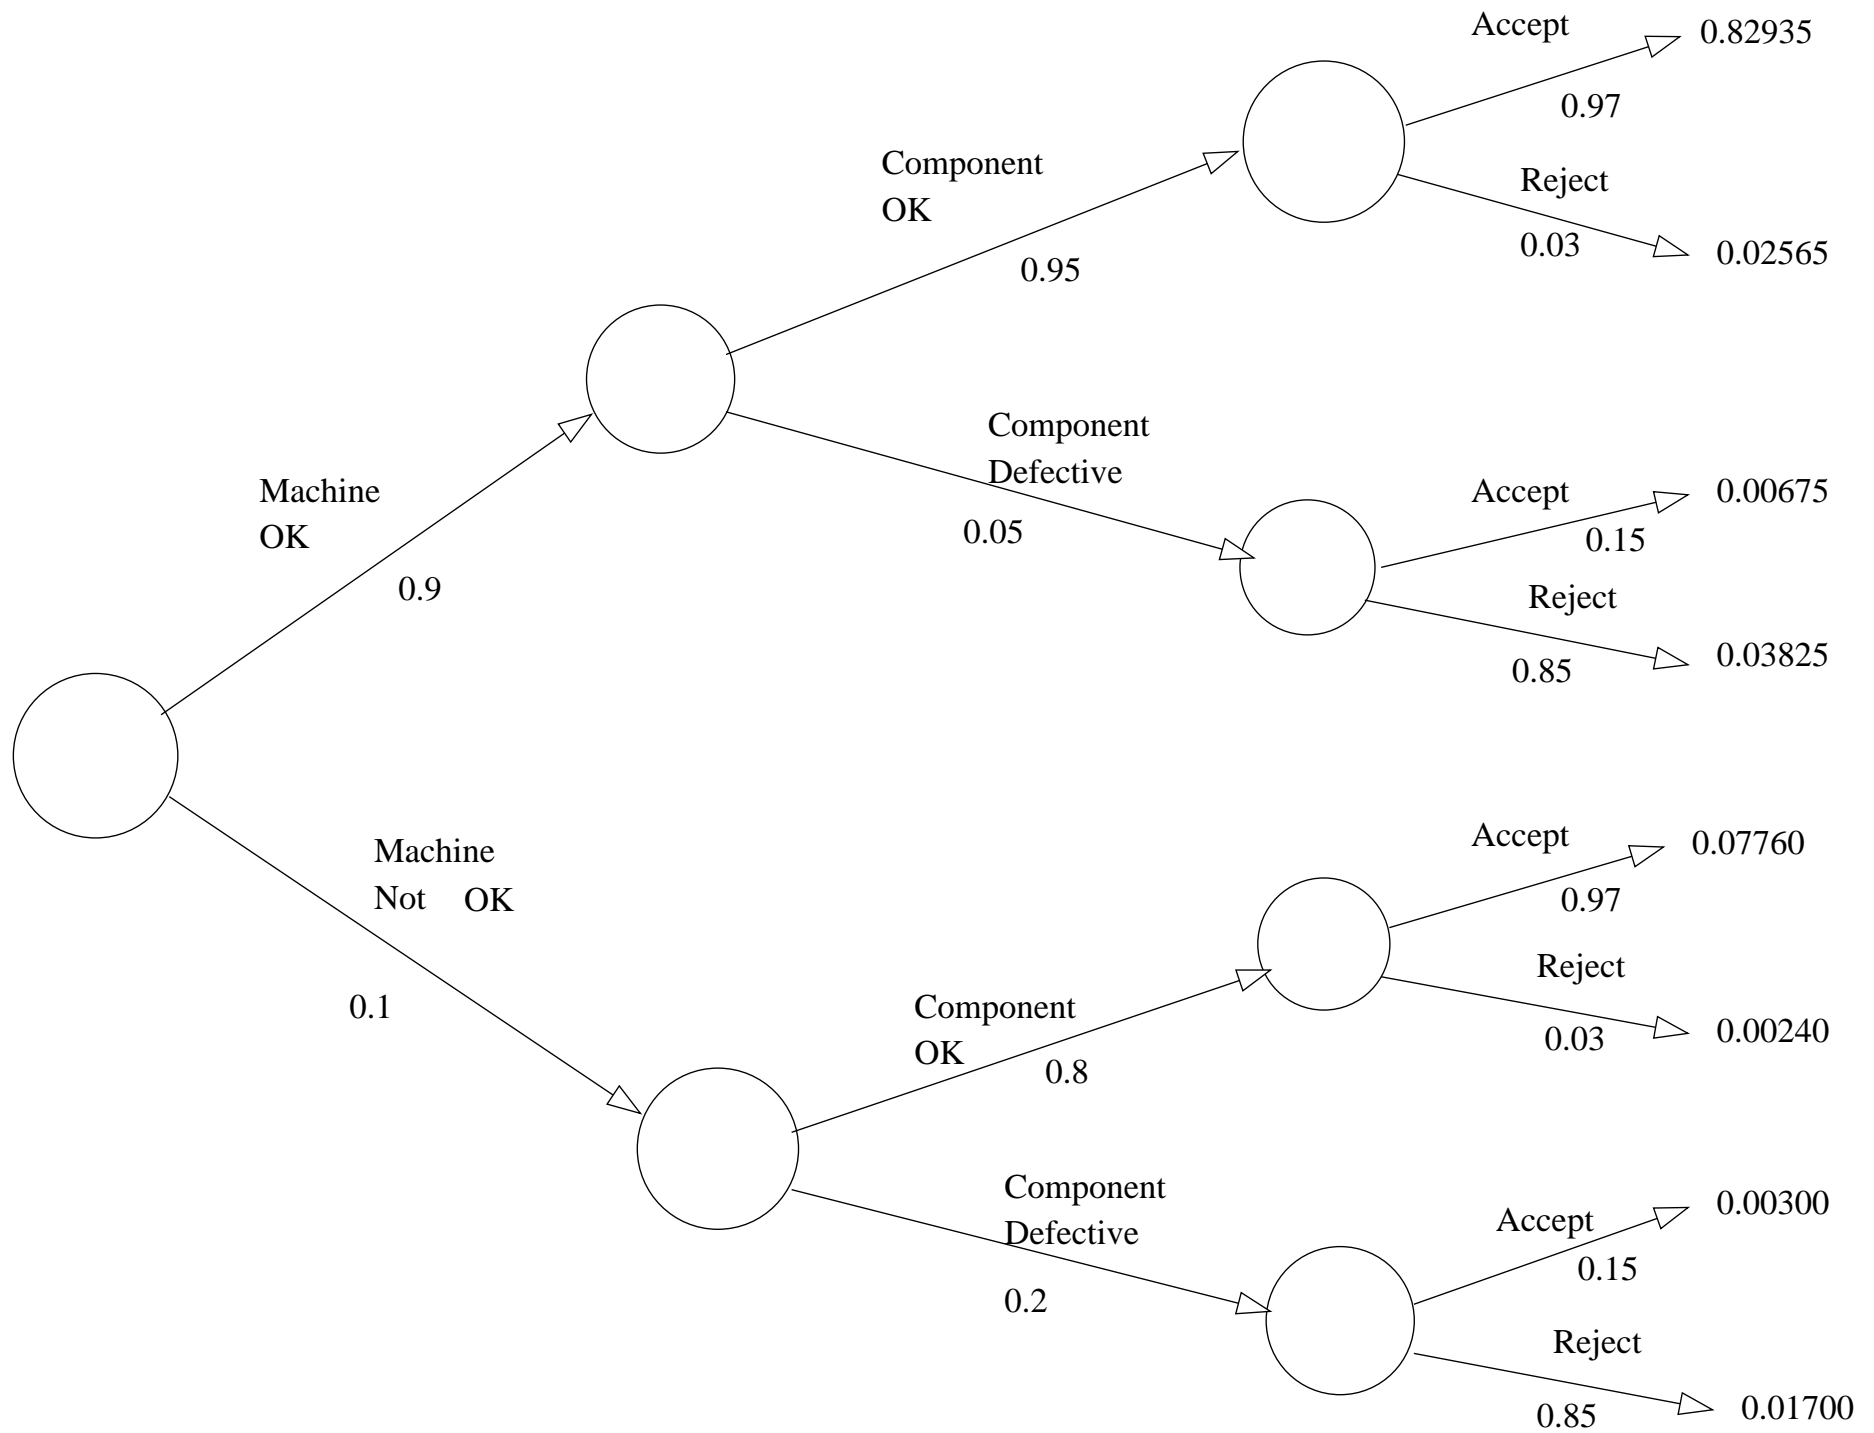 Accept
0.82935
0.97
Component
OK
Reject
0.03
0.02565
0.95
Component
Defective
0.05
Accept
0.00675
0.15
Reject
0.03825
0.85
Machine
OK
0.9
Machine
Not OK
0.1
Accept
0.07760
0.97
Component
OK
0.8
Reject
0.00240
0.03
Component
Defective
0.2
Accept
0.00300
0.15
Reject
0.01700
0.85